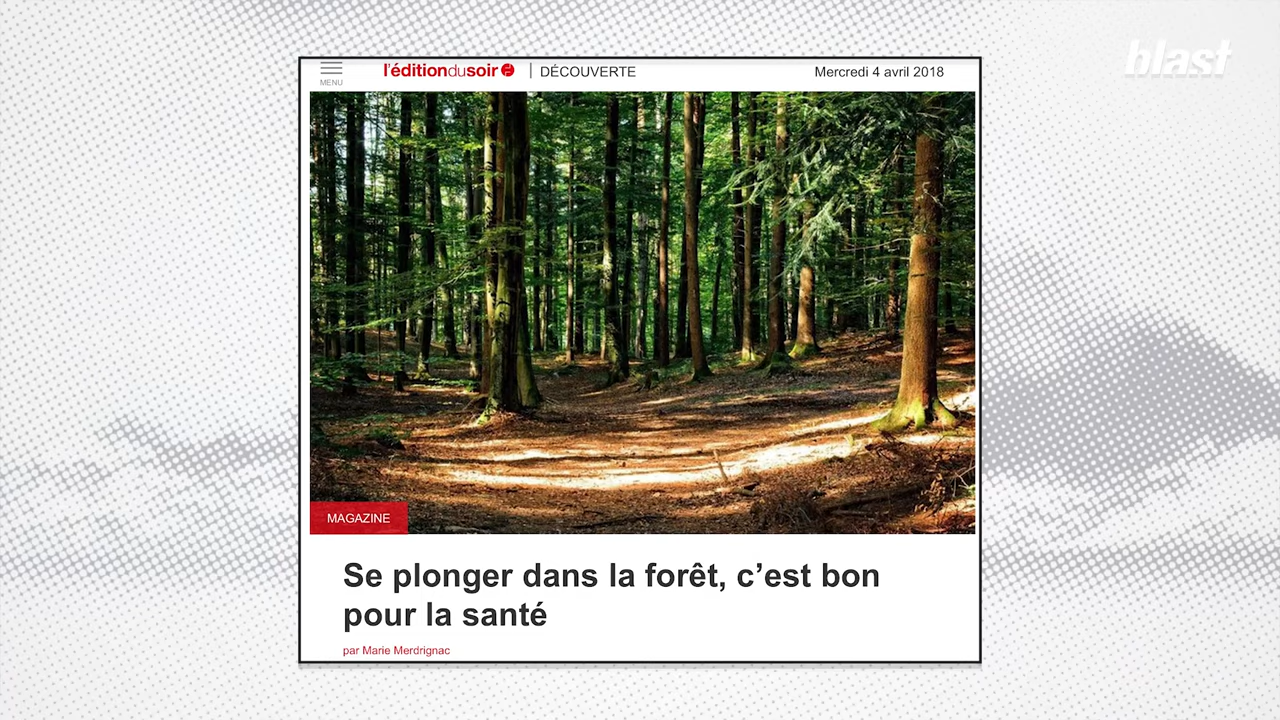 blast
l'éditiondusoir | DÉCOUVERTE
Mercredi 4 avril 2018
MENU
MAGAZINE
Se plonger dans la forêt, c'est bon
pour la santé
par Marie Merdrignac